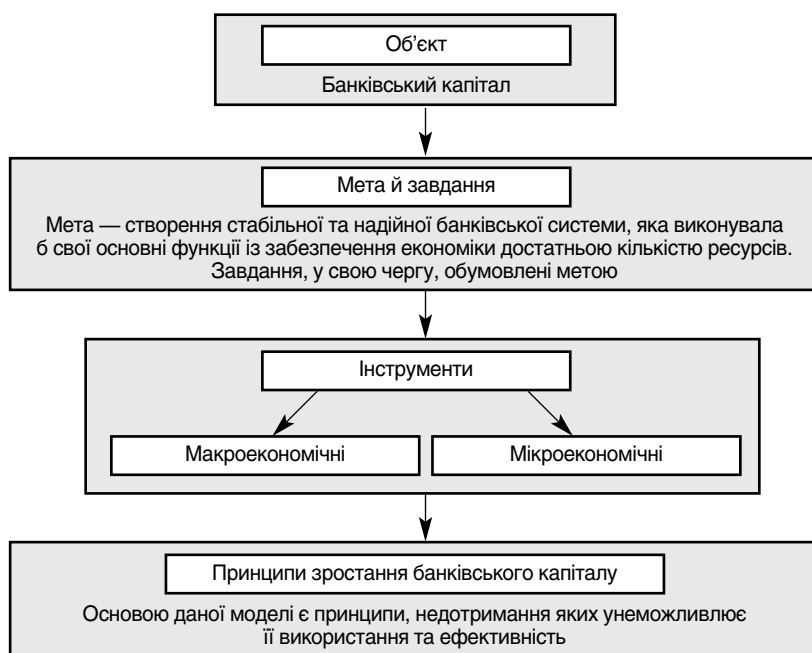 Об’єкт
Банківський капітал
Мета й завдання
Мета — створення стабільної та надійної банківської системи, яка виконувала
б свої основні функції із забезпечення економіки достатньою кількістю ресурсів.
Завдання, у свою чергу, обумовлені метою
Інструменти
Макроекономічні
Мікроекономічні
Принципи зростання банківського капіталу
Основою даної моделі є принципи, недотримання яких унеможливлює
її використання та ефективність